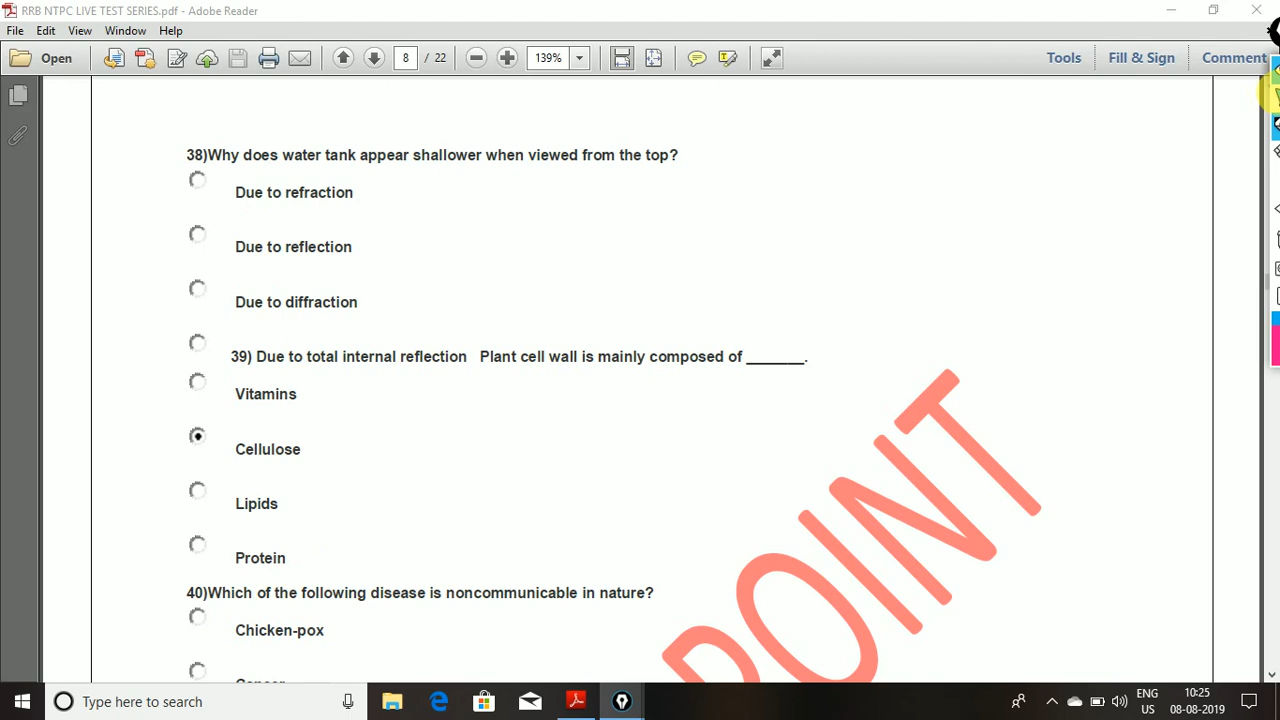 RRB NTPC LIVE TEST SERIES.pdf - Adobe Reader
File Edit View Window Help
Open 8 / 22 139% Tools Fill & Sign Comment
38)Why does water tank appear shallower when viewed from the top?
Due to refraction
Due to reflection
Due to diffraction
39) Due to total internal reflection Plant cell wall is mainly composed of _______.
Vitamins
Cellulose
Lipids
Protein
40)Which of the following disease is noncommunicable in nature?
Chicken-pox
Cancer
POINT
Type here to search
ENG 10:25
US 08-08-2019